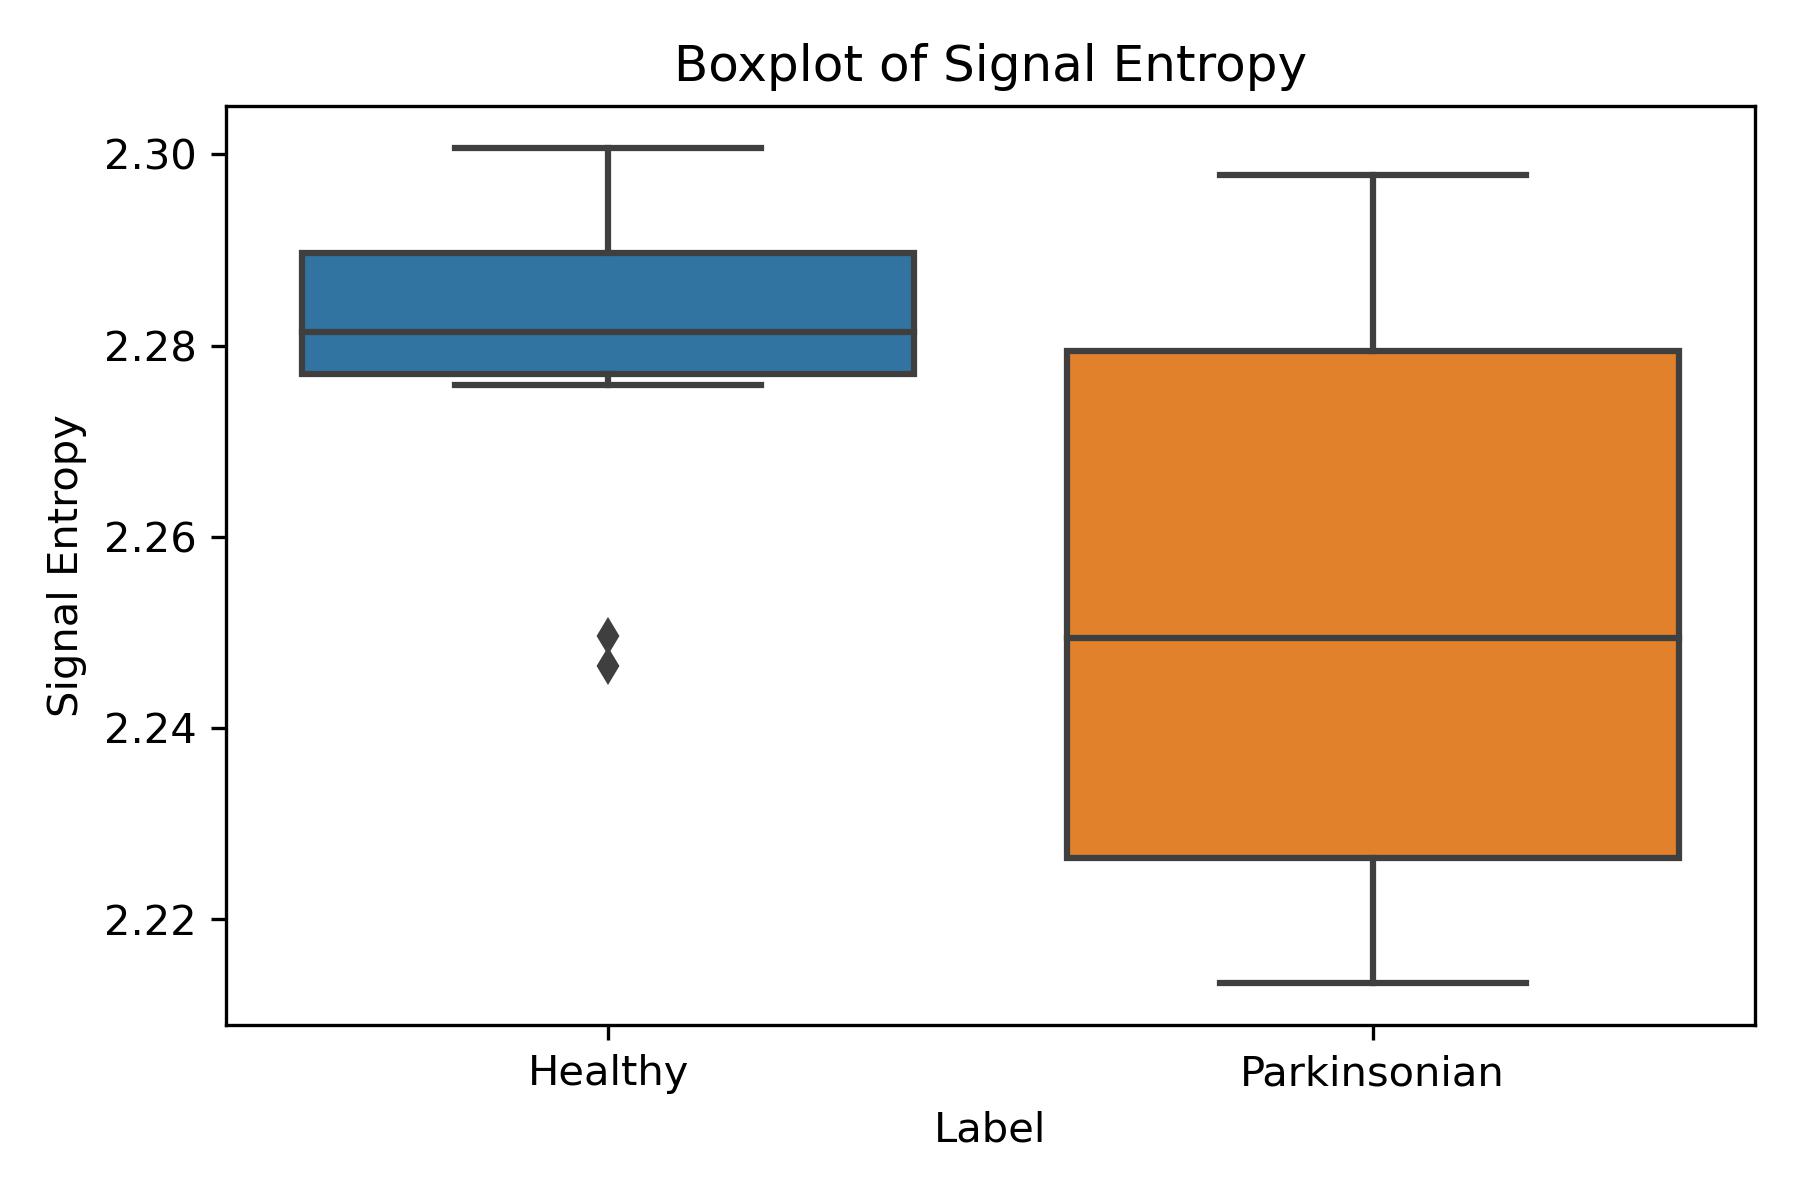 Boxplot of Signal Entropy
2.30
2.28
2.26
2.24
2.22
Signal Entropy
Healthy
Parkinsonian
Label